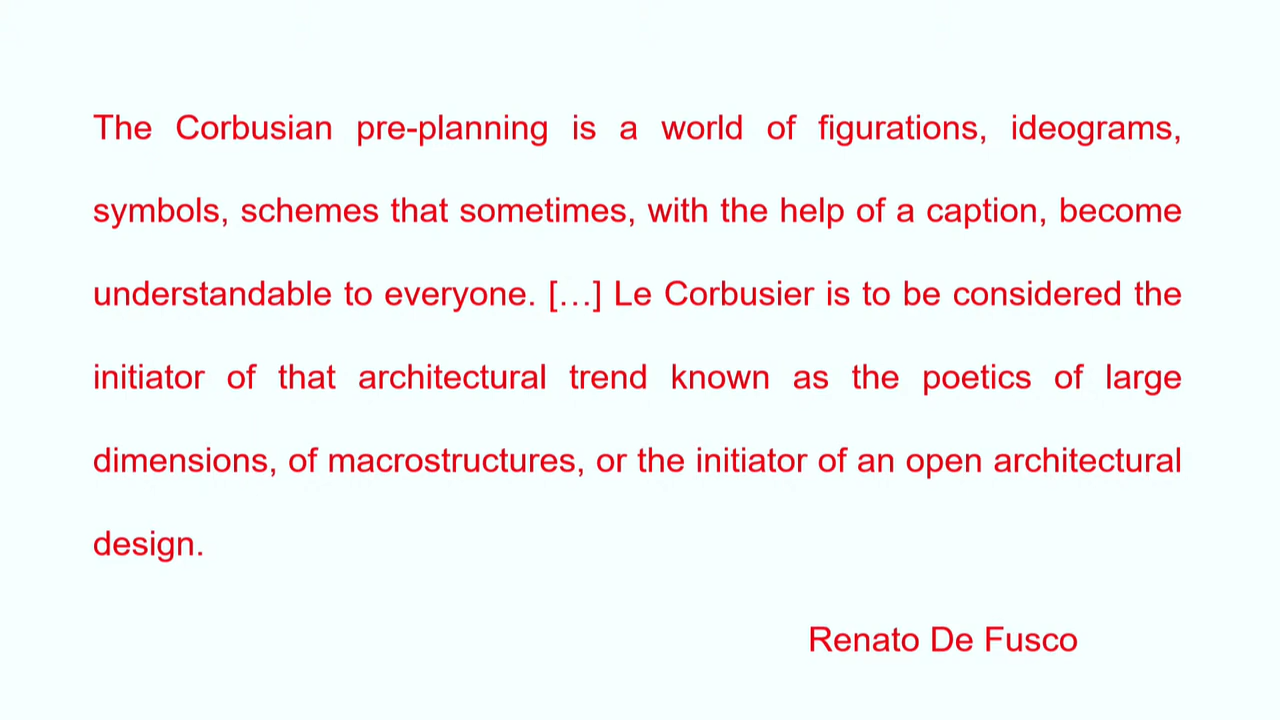 The Corbusian pre-planning is a world of figurations, ideograms,
symbols, schemes that sometimes, with the help of a caption, become
understandable to everyone. […] Le Corbusier is to be considered the
initiator of that architectural trend known as the poetics of large
dimensions, of macrostructures, or the initiator of an open architectural
design.
Renato De Fusco